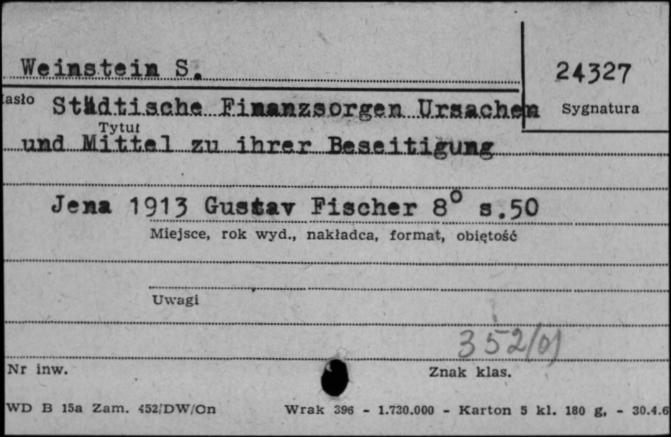 Weinstein S.
24327
asło Städtische Finanzsorgen Ursachen
Sygnatura
Tytuł
und Mittel zu ihrer Beseitigung
Jena 1913 Gustav Fischer 8° s.50
Miejsce, rok wyd., nakładca, format, objętość
Uwagi
352(01)
Nr inw.
Znak klas.
WD B 15a Zam. 452/DW/On Wrak 396 - 1.730.000 - Karton 5 kl. 180 g, - 30.4.6